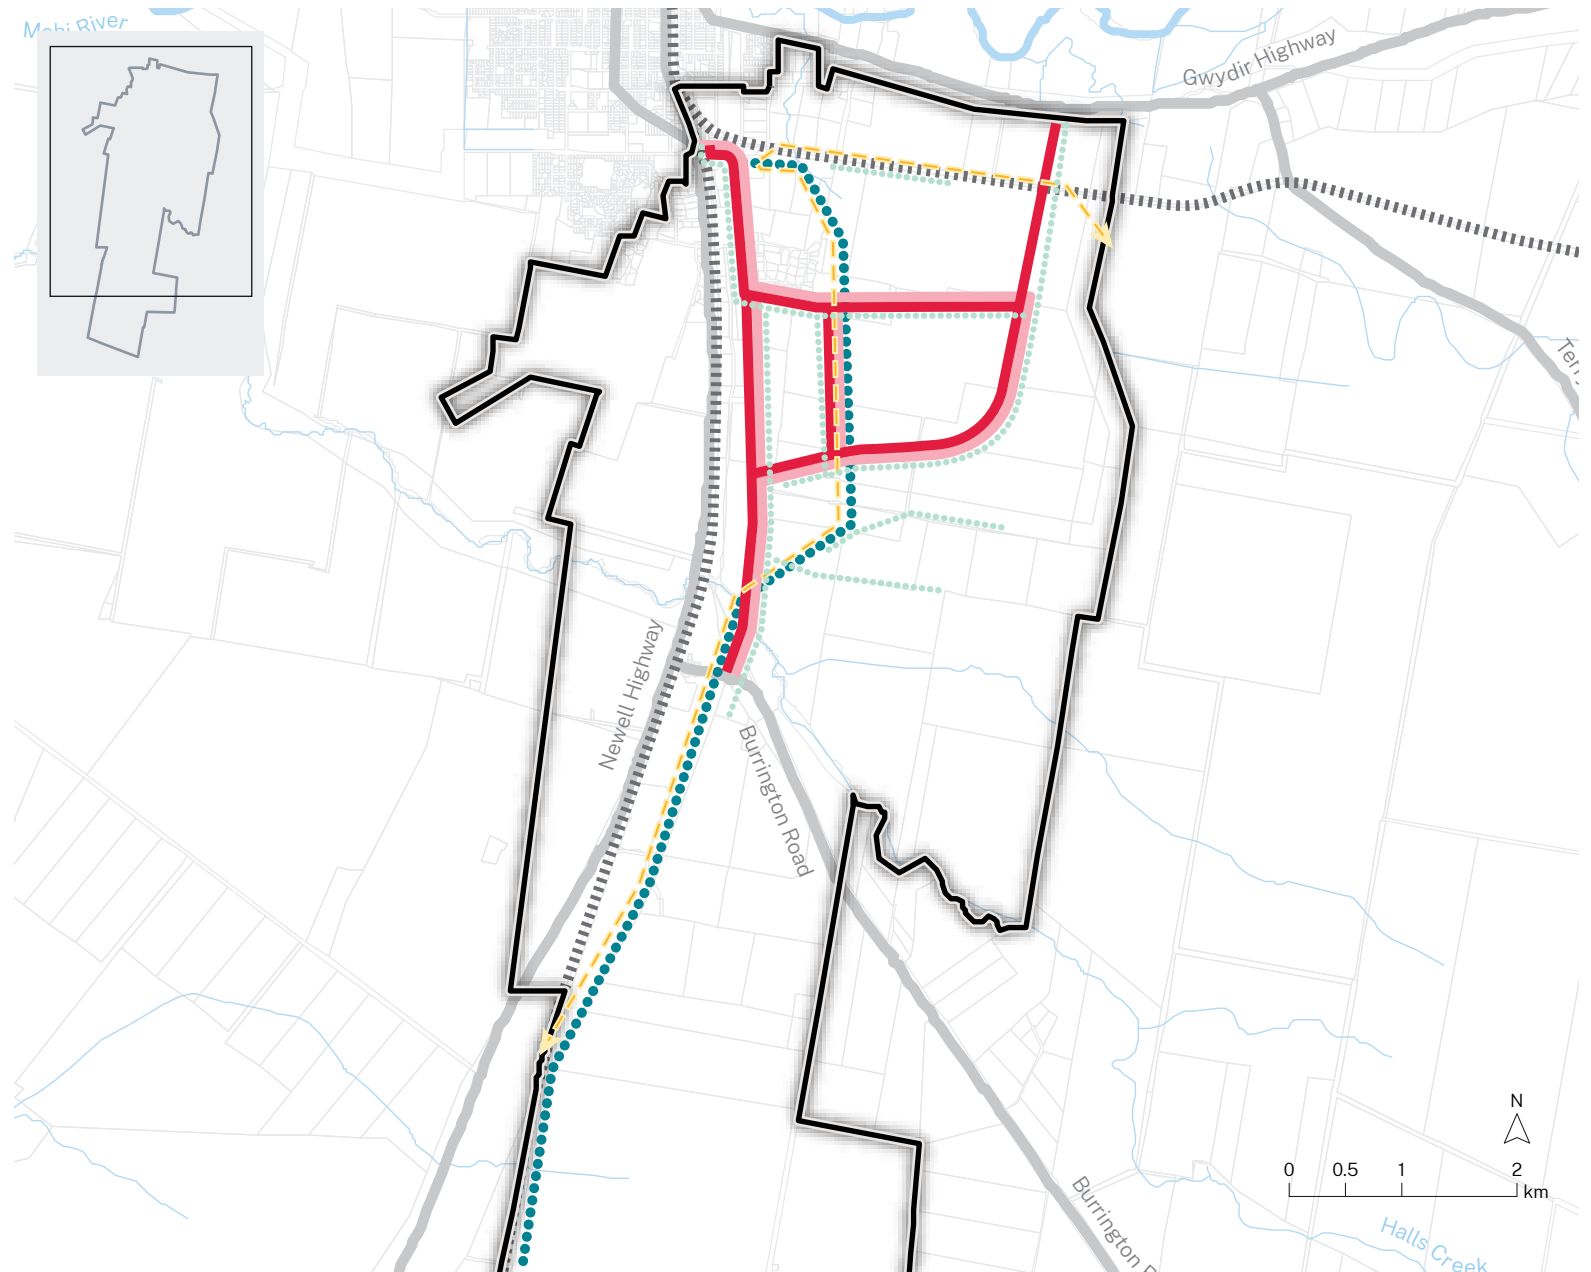 Mehi River
Gwydir Highway
Newell Highway
Burrington Road
N
0 0.5 1 2
km
Burrington
Halls Creek